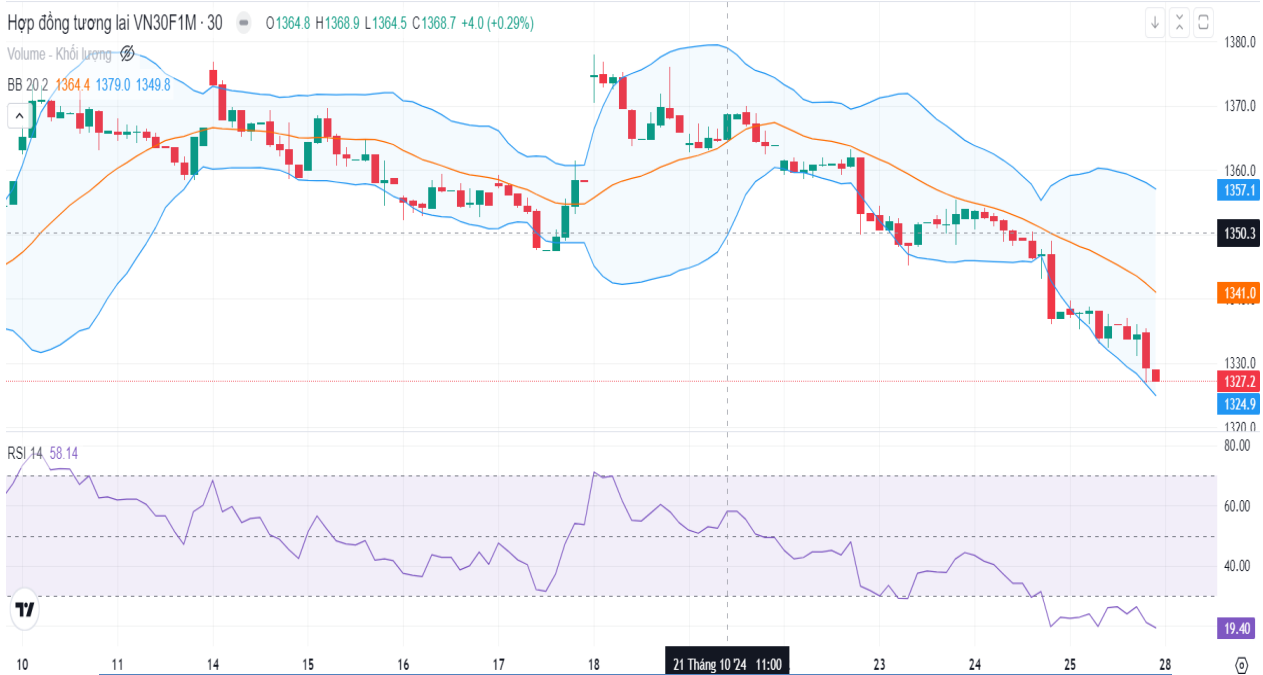 Hợp đồng tương lai VN30F1M · 30 O1364.8 H1368.9 L1364.5 C1368.7 +4.0 (+0.29%)
Volume - Khối lượng
BB 20 2 1364.4 1379.0 1349.8
1380.0
1370.0
1360.0
1357.1
1350.3
1341.0
1330.0
1327.2
1324.9
1320.0
RSI 14 58.14
80.00
60.00
40.00
19.40
10 11 14 15 16 17 18 21 Tháng 10 '24 11:00 23 24 25 28